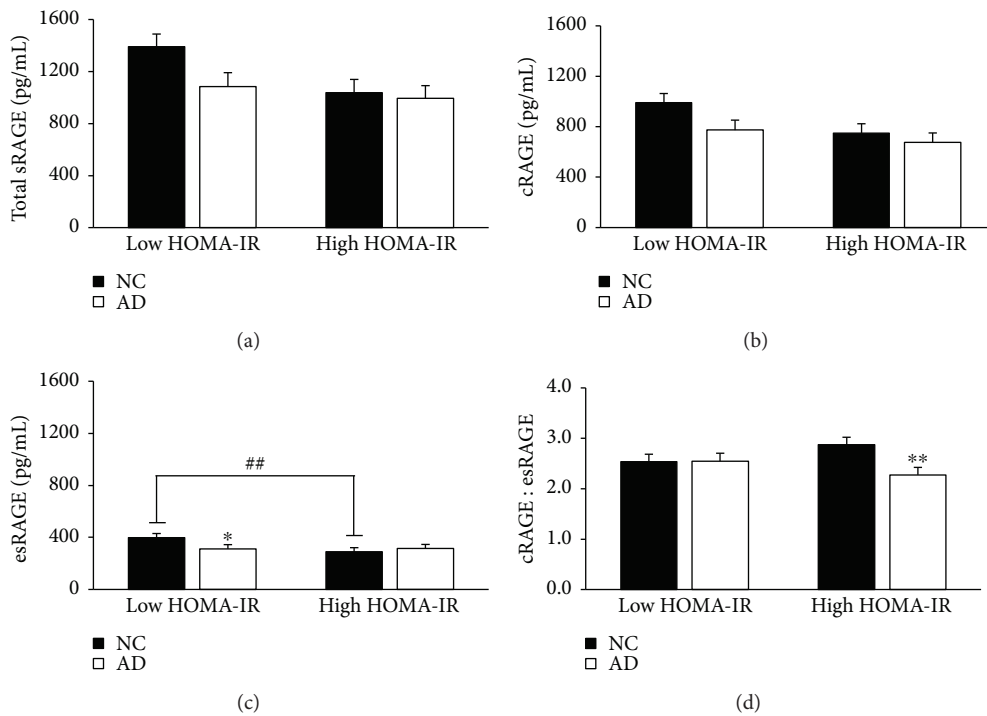 Total sRAGE (pg/mL)
1600
1200
800
400
0
Low HOMA-IR High HOMA-IR
NC
AD
(a)
cRAGE (pg/mL)
1600
1200
800
400
0
Low HOMA-IR High HOMA-IR
NC
AD
(b)
esRAGE (pg/mL)
1600
1200
800
400
0
##
*
Low HOMA-IR High HOMA-IR
NC
AD
(c)
cRAGE : esRAGE
4.0
3.0
2.0
1.0
0.0
**
Low HOMA-IR High HOMA-IR
NC
AD
(d)